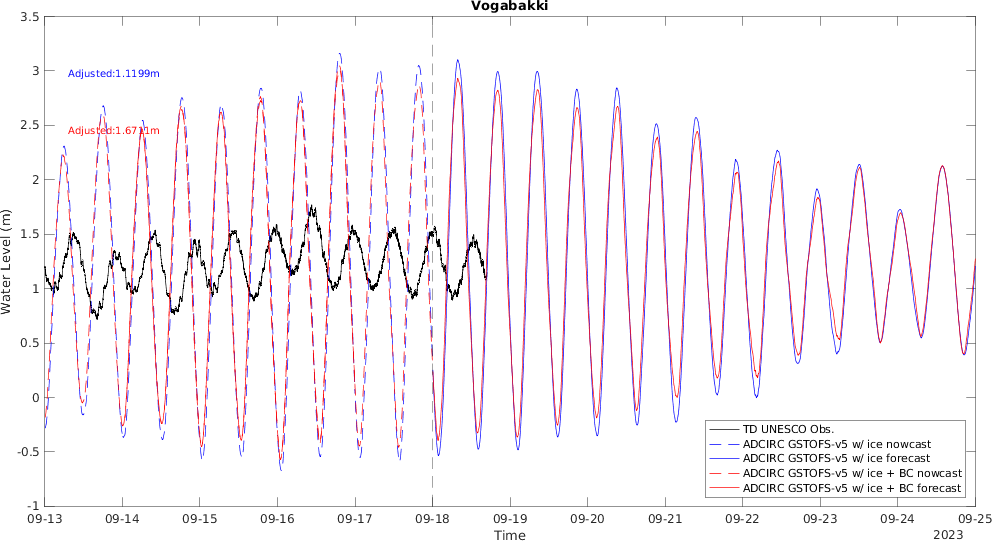 Vogabakki
3.5
3
2.5
2
1.5
1
0.5
0
-0.5
-1
Water Level (m)
Adjusted:1.1199m
Adjusted:1.6711m
TD UNESCO Obs.
ADCIRC GSTOFS-v5 w/ ice nowcast
ADCIRC GSTOFS-v5 w/ ice forecast
ADCIRC GSTOFS-v5 w/ ice + BC nowcast
ADCIRC GSTOFS-v5 w/ ice + BC forecast
09-13 09-14 09-15 09-16 09-17 09-18 09-19 09-20 09-21 09-22 09-23 09-24 09-25
Time
2023